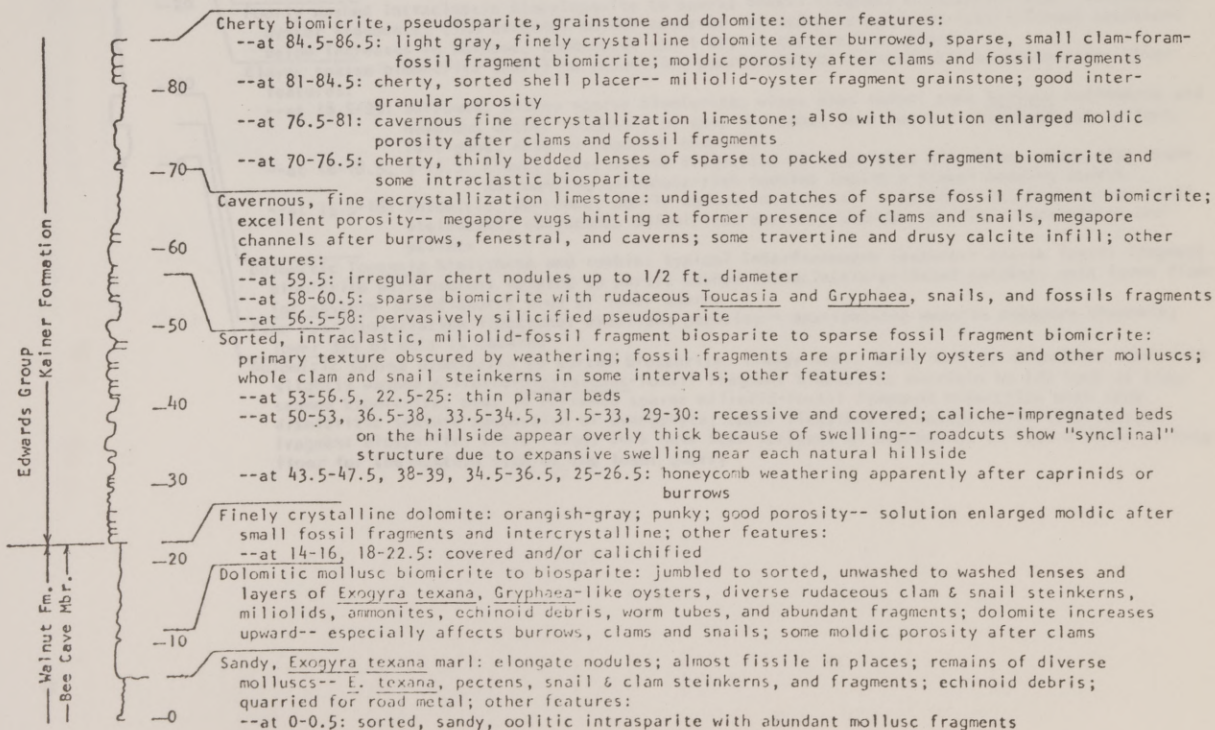 Cherty biomicrite, pseudosparite, grainstone and dolomite: other features:
--at 84.5-86.5: light gray, finely crystalline dolomite after burrowed, sparse, small clam-foram-
fossil fragment biomicrite; moldic porosity after clams and fossil fragments
--at 81-84.5: cherty, sorted shell placer-- miliolid-oyster fragment grainstone; good inter-
granular porosity
--at 76.5-81: cavernous fine recrystallization limestone; also with solution enlarged moldic
porosity after clams and fossil fragments
--at 70-76.5: cherty, thinly bedded lenses of sparse to packed oyster fragment biomicrite and
some intraclastic biosparite
Cavernous, fine recrystallization limestone: undigested patches of sparse fossil fragment biomicrite;
excellent porosity-- megapore vugs hinting at former presence of clams and snails, megapore
channels after burrows, fenestral, and caverns; some travertine and drusy calcite infill; other
features:
--at 59.5: irregular chert nodules up to 1/2 ft. diameter
--at 58-60.5: sparse biomicrite with rudaceous Toucasia and Gryphaea, snails, and fossils fragments
--at 56.5-58: pervasively silicified pseudosparite
Sorted, intraclastic, miliolid-fossil fragment biosparite to sparse fossil fragment biomicrite:
primary texture obscured by weathering; fossil fragments are primarily oysters and other molluscs;
whole clam and snail steinkerns in some intervals; other features:
--at 53-56.5, 22.5-25: thin planar beds
--at 50-53, 36.5-38, 33.5-34.5, 31.5-33, 29-30: recessive and covered; caliche-impregnated beds
on the hillside appear overly thick because of swelling-- roadcuts show "synclinal"
structure due to expansive swelling near each natural hillside
--at 43.5-47.5, 38-39, 34.5-36.5, 25-26.5: honeycomb weathering apparently after caprinids or
burrows
Finely crystalline dolomite: orangish-gray; punky; good porosity-- solution enlarged moldic after
small fossil fragments and intercrystalline; other features:
--at 14-16, 18-22.5: covered and/or calichified
Dolomitic mollusc biomicrite to biosparite: jumbled to sorted, unwashed to washed lenses and
layers of Exogyra texana, Gryphaea-like oysters, diverse rudaceous clam & snail steinkerns,
miliolids, ammonites, echinoid debris, worm tubes, and abundant fragments; dolomite increases
upward-- especially affects burrows, clams and snails; some moldic porosity after clams
Sandy, Exogyra texana marl: elongate nodules; almost fissile in places; remains of diverse
molluscs-- E. texana, pectens, snail & clam steinkerns, and fragments; echinoid debris;
quarried for road metal; other features:
--at 0-0.5: sorted, sandy, oolitic intrasparite with abundant mollusc fragments
80
70
60
50
40
30
20
10
0
Edwards Group
Kainer Formation
Walnut Fm.
Bee Cave Mbr.